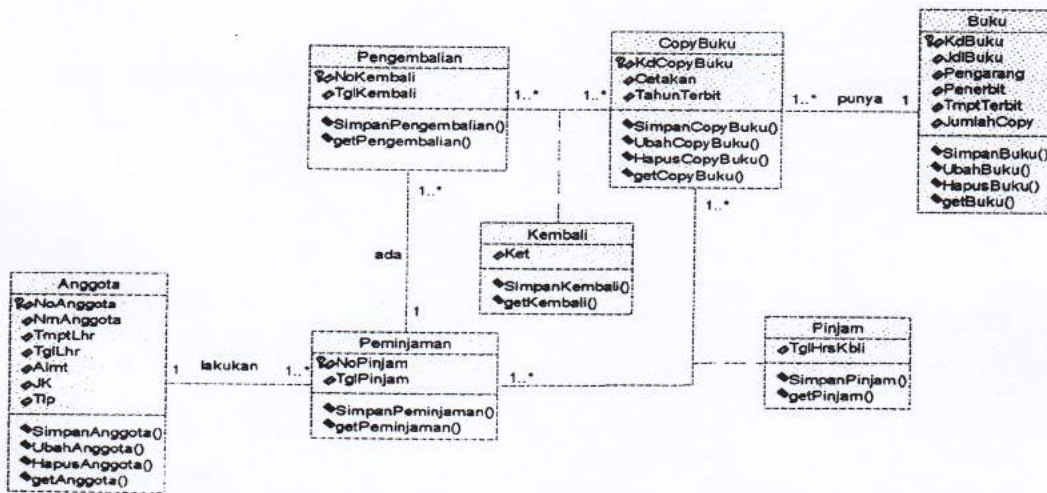 Buku
KdBuku
JdlBuku
Pengarang
Penerbit
TmptTerbit
JumlahCopy
SimpanBuku()
UbahBuku()
HapusBuku()
getBuku()
CopyBuku
KdCopyBuku
Cetakan
TahunTerbit
SimpanCopyBuku()
UbahCopyBuku()
HapusCopyBuku()
getCopyBuku()
1..* punya 1
Pengembalian
NoKembali
TglKembali
SimpanPengembalian()
getPengembalian()
1..* 1..*
1..*
ada
1
1..*
Kembali
Ket
SimpanKembali()
getKembali()
Anggota
NoAnggota
NmAnggota
TmptLhr
TglLhr
Almt
JK
Tlp
SimpanAnggota()
UbahAnggota()
HapusAnggota()
getAnggota()
1 lakukan 1..*
Peminjaman
NoPinjam
TglPinjam
SimpanPeminjaman()
getPeminjaman()
1..*
Pinjam
TglHrsKbli
SimpanPinjam()
getPinjam()